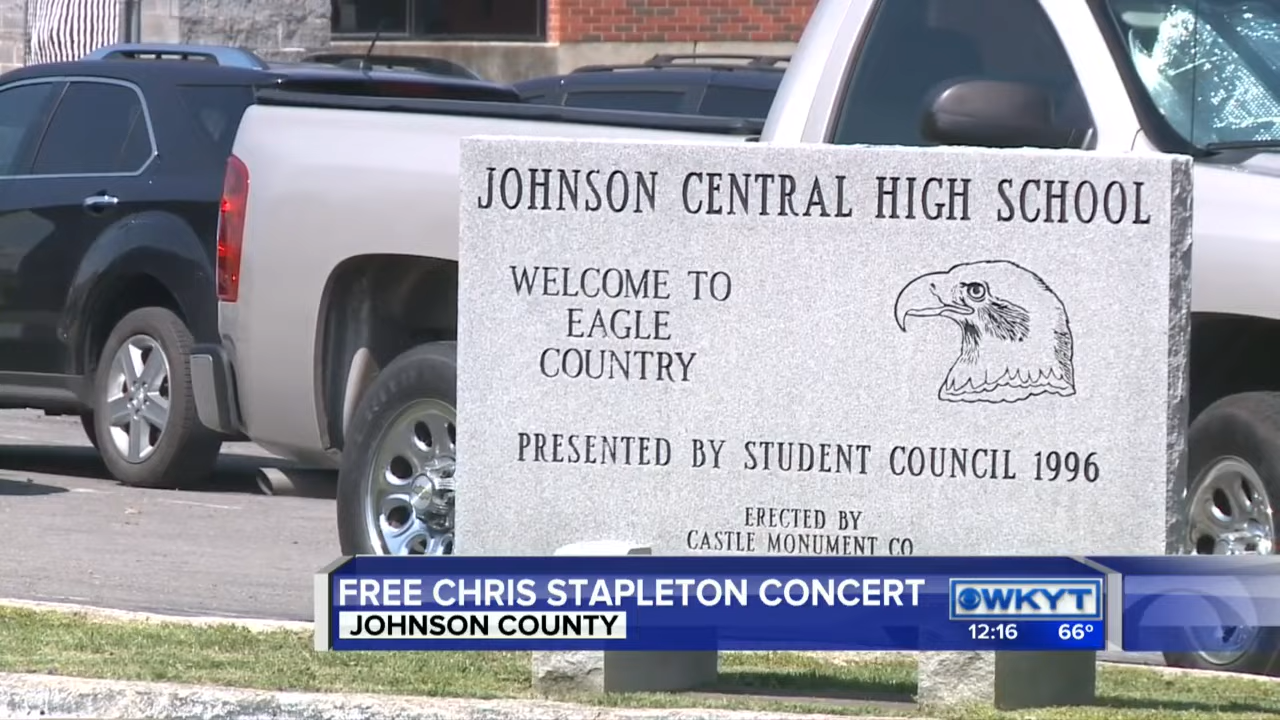 JOHNSON CENTRAL HIGH SCHOOL
WELCOME TO
EAGLE
COUNTRY
PRESENTED BY STUDENT COUNCIL 1996
ERECTED BY
CASTLE MONUMENT CO
FREE CHRIS STAPLETON CONCERT
JOHNSON COUNTY
WKYT
12:16 66°